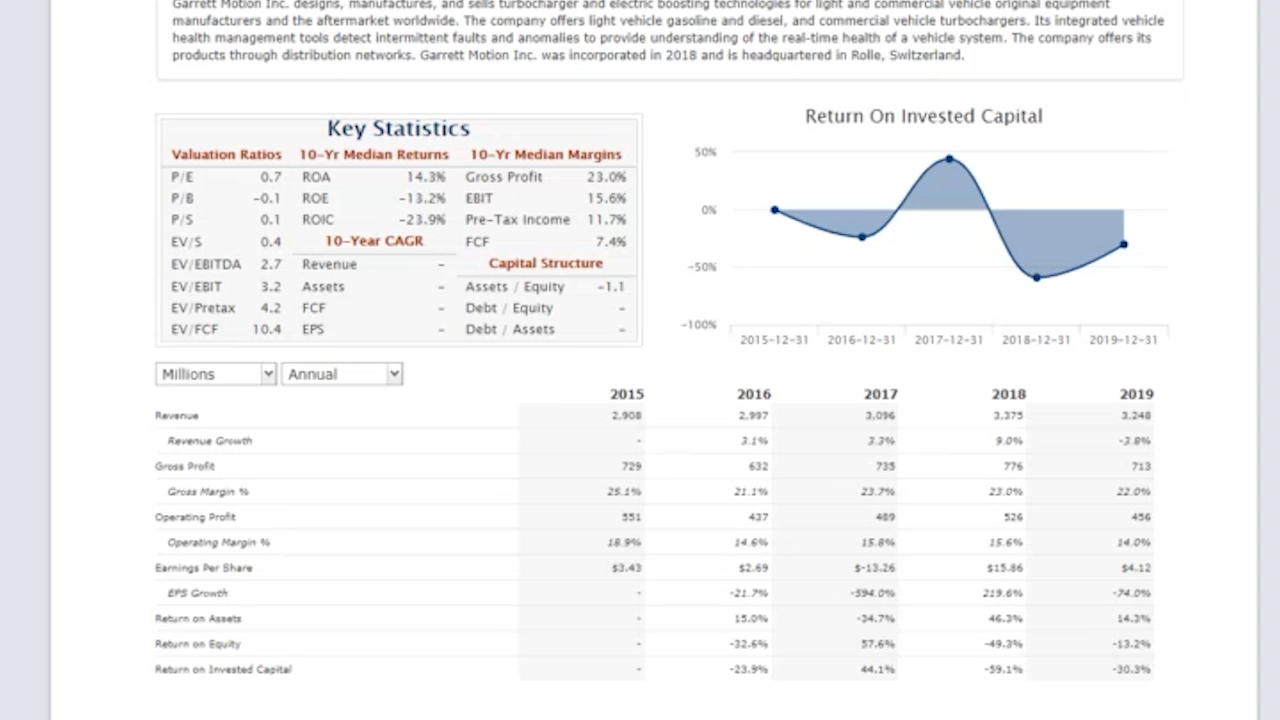 Garrett Motion Inc. designs, manufactures, and sells turbocharger and electric boosting technologies for light and commercial vehicle original equipment
manufacturers and the aftermarket worldwide. The company offers light vehicle gasoline and diesel, and commercial vehicle turbochargers. Its integrated vehicle
health management tools detect intermittent faults and anomalies to provide understanding of the real-time health of a vehicle system. The company offers its
products through distribution networks. Garrett Motion Inc. was incorporated in 2018 and is headquartered in Rolle, Switzerland.
Key Statistics
Valuation Ratios 10-Yr Median Returns 10-Yr Median Margins
P/E 0.7 ROA 14.3% Gross Profit 23.0%
P/B -0.1 ROE -13.2% EBIT 15.6%
P/S 0.1 ROIC -23.9% Pre-Tax Income 11.7%
EV/S 0.4 10-Year CAGR FCF 7.4%
EV/EBITDA 2.7 Revenue - Capital Structure
EV/EBIT 3.2 Assets - Assets / Equity -1.1
EV/Pretax 4.2 FCF - Debt / Equity -
EV/FCF 10.4 EPS - Debt / Assets -
Return On Invested Capital
50%
0%
-50%
-100%
2015-12-31 2016-12-31 2017-12-31 2018-12-31 2019-12-31
Millions Annual
2015 2016 2017 2018 2019
Revenue 2,908 2,997 3,096 3,375 3,248
Revenue Growth - 3.1% 3.3% 9.0% -3.8%
Gross Profit 729 632 735 776 713
Gross Margin % 25.1% 21.1% 23.7% 23.0% 22.0%
Operating Profit 551 437 489 526 456
Operating Margin % 18.9% 14.6% 15.8% 15.6% 14.0%
Earnings Per Share $3.43 $2.69 $-13.26 $15.86 $4.12
EPS Growth - -21.7% -594.0% 219.6% -74.0%
Return on Assets - 15.0% -34.7% 46.3% 14.3%
Return on Equity - -32.6% 57.6% -49.3% -13.2%
Return on Invested Capital - -23.9% 44.1% -59.1% -30.3%